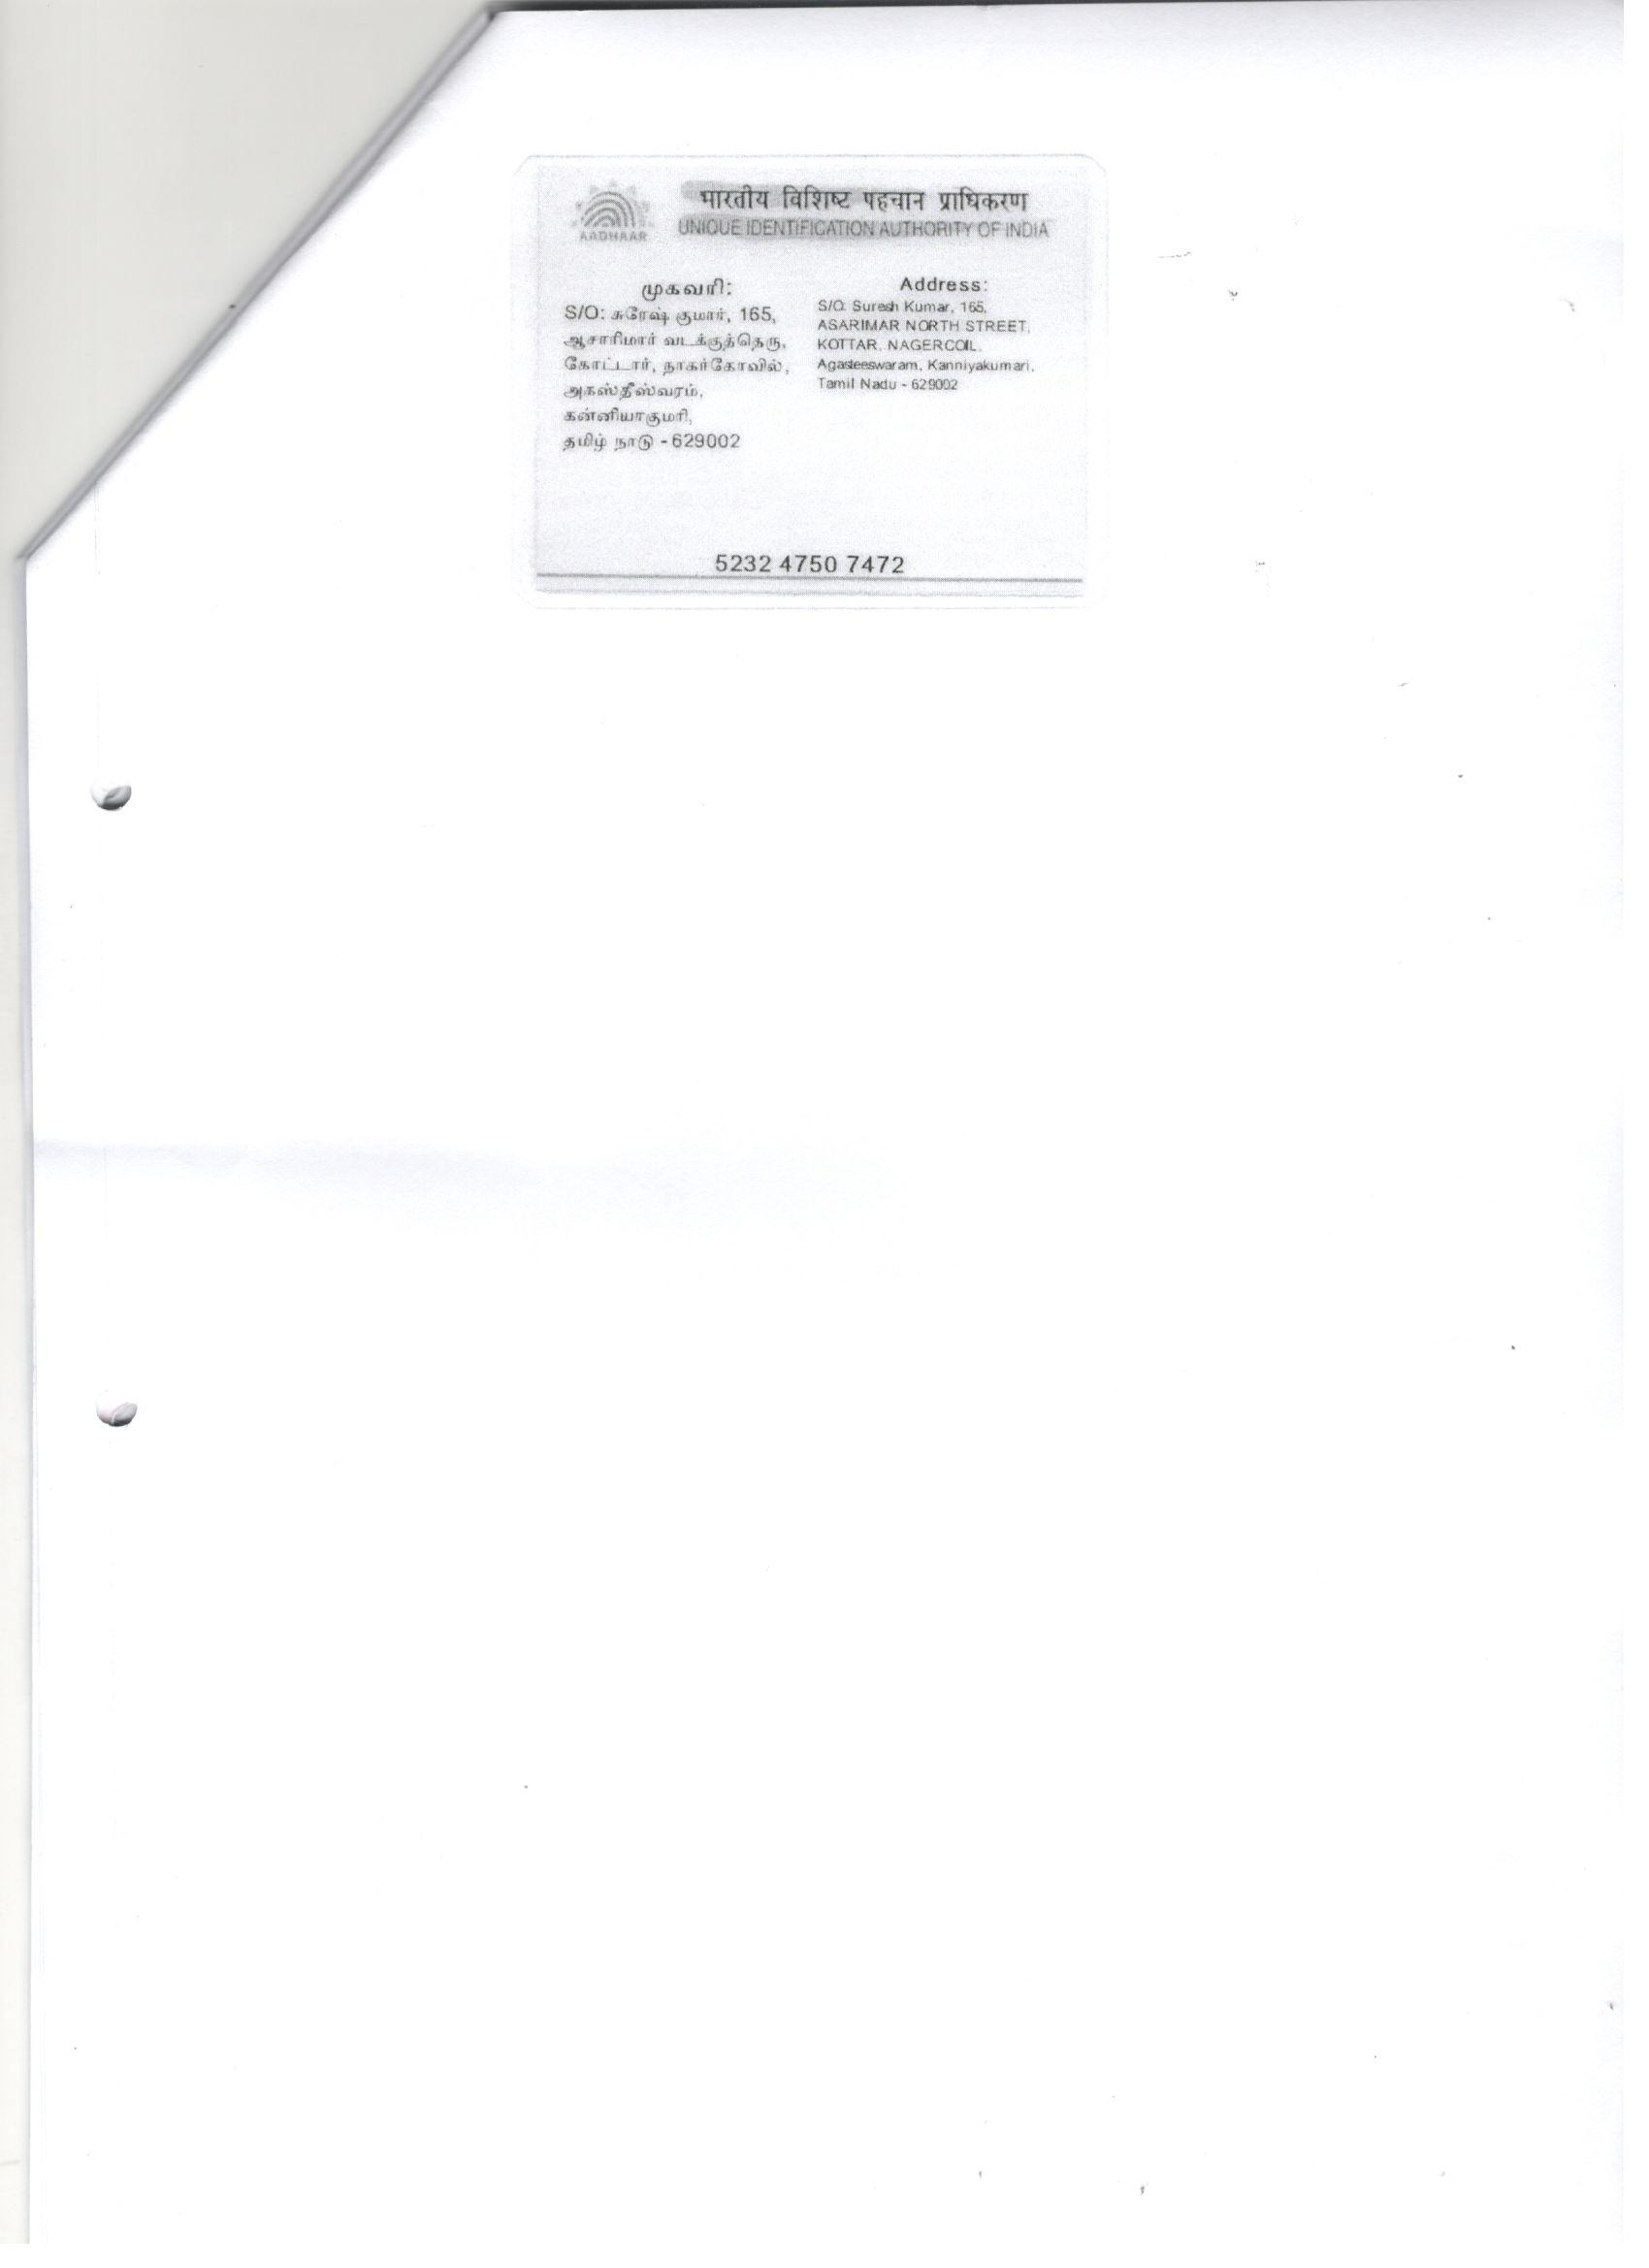 भारतीय विशिष्ट पहचान प्राधिकरण
AADHAAR
UNIQUE IDENTIFICATION AUTHORITY OF INDIA
முகவரி:
S/O: சுரேஷ் குமார், 165,
ஆசாரிமார் வடக்குத்தெரு,
கோட்டார், நாகர்கோவில்,
அகஸ்தீஸ்வரம்,
கன்னியாகுமரி,
தமிழ் நாடு - 629002
Address:
S/O: Suresh Kumar, 165,
ASARIMAR NORTH STREET,
KOTTAR, NAGERCOIL,
Agasteeswaram, Kanniyakumari,
Tamil Nadu - 629002
5232 4750 7472